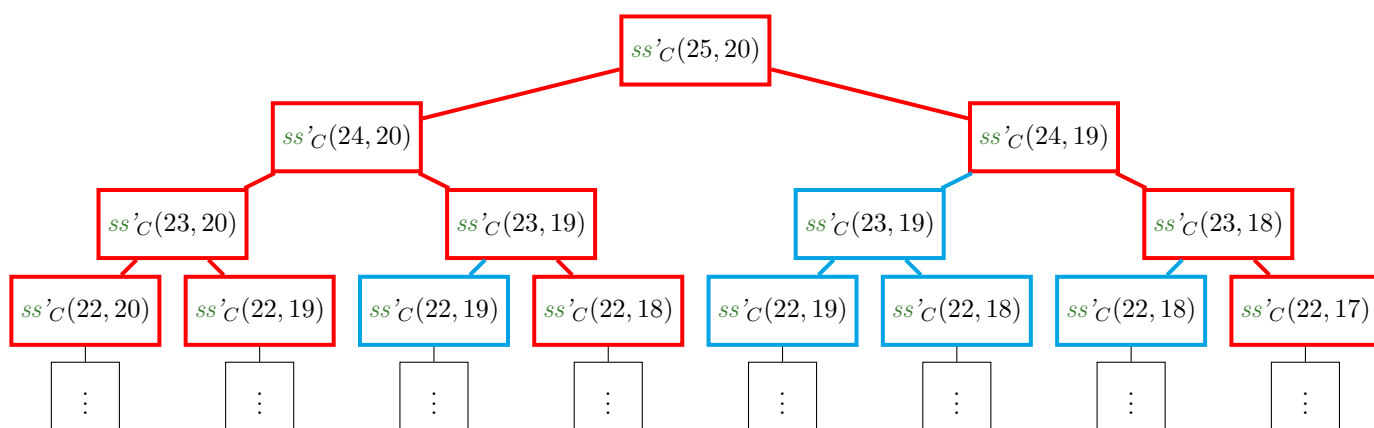 ss'C(25, 20)
ss'C(24, 20) ss'C(24, 19)
ss'C(23, 20) ss'C(23, 19) ss'C(23, 19) ss'C(23, 18)
ss'C(22, 20) ss'C(22, 19) ss'C(22, 19) ss'C(22, 18) ss'C(22, 19) ss'C(22, 18) ss'C(22, 18) ss'C(22, 17)
⋮ ⋮ ⋮ ⋮ ⋮ ⋮ ⋮ ⋮